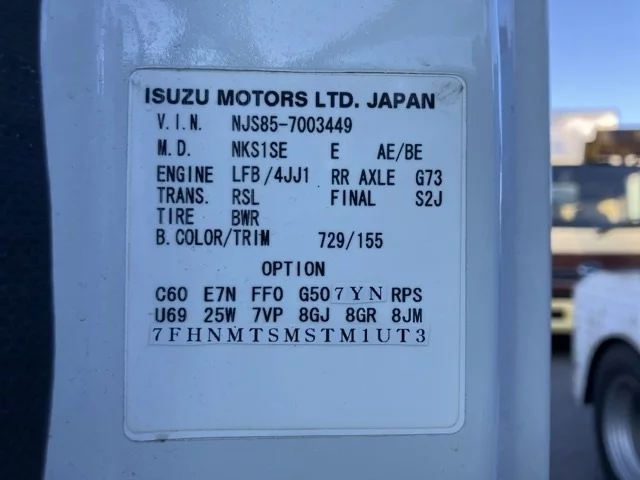 ISUZU MOTORS LTD. JAPAN
V.I.N. NJS85-7003449
M.D. NKS1SE E AE/BE
ENGINE LFB/4JJ1 RR AXLE G73
TRANS. RSL FINAL S2J
TIRE BWR
B.COLOR/TRIM 729/155
OPTION
C60 E7N FF0 G50 7YN RPS
U69 25W 7VP 8GJ 8GR 8JM
7FHNMTSMSTM1UT3